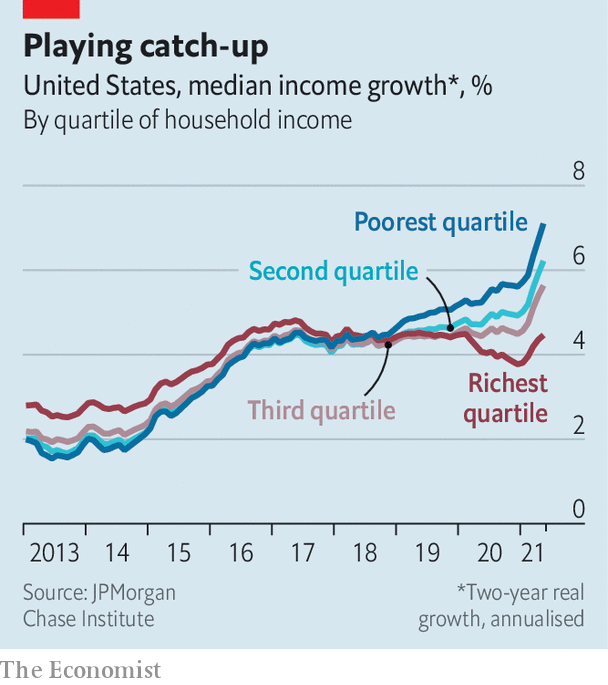 Playing catch-up
United States, median income growth*, %
By quartile of household income
8
Poorest quartile
6
Second quartile
4
Richest
quartile
Third quartile
2
0
2013 14 15 16 17 18 19 20 21
Source: JPMorgan
Chase Institute
*Two-year real
growth, annualised
The Economist